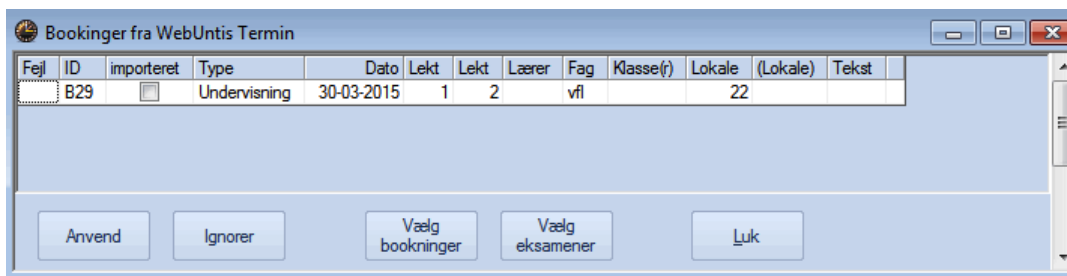 Bookinger fra WebUntis Termin
Fejl ID importeret Type Dato Lekt Lekt Lærer Fag Klasse(r) Lokale (Lokale) Tekst
B29 Undervisning 30-03-2015 1 2 vfl 22
Anvend Ignorer Vælg bookninger Vælg eksamener Luk